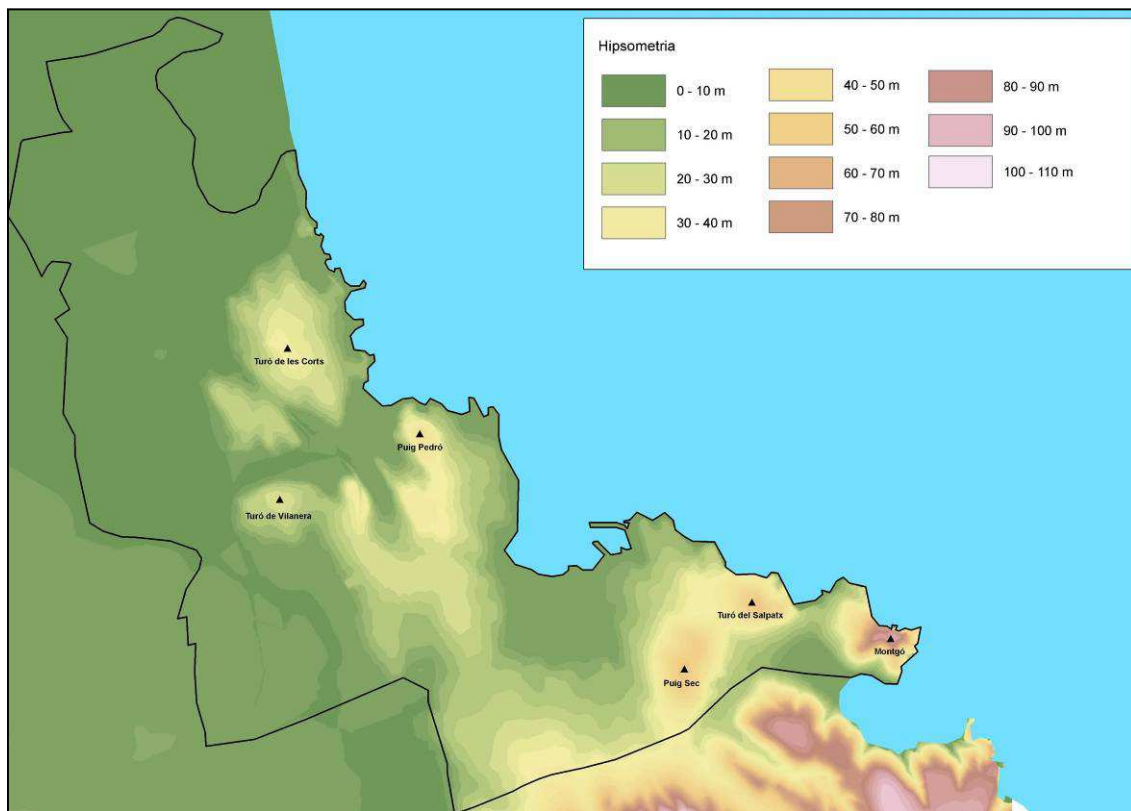 Hipsometria
0 - 10 m
10 - 20 m
20 - 30 m
30 - 40 m
40 - 50 m
50 - 60 m
60 - 70 m
70 - 80 m
80 - 90 m
90 - 100 m
100 - 110 m
Turó de les Corts
Puig Pedró
Turó de Vilanera
Turó del Salpatx
Montgó
Puig Sec